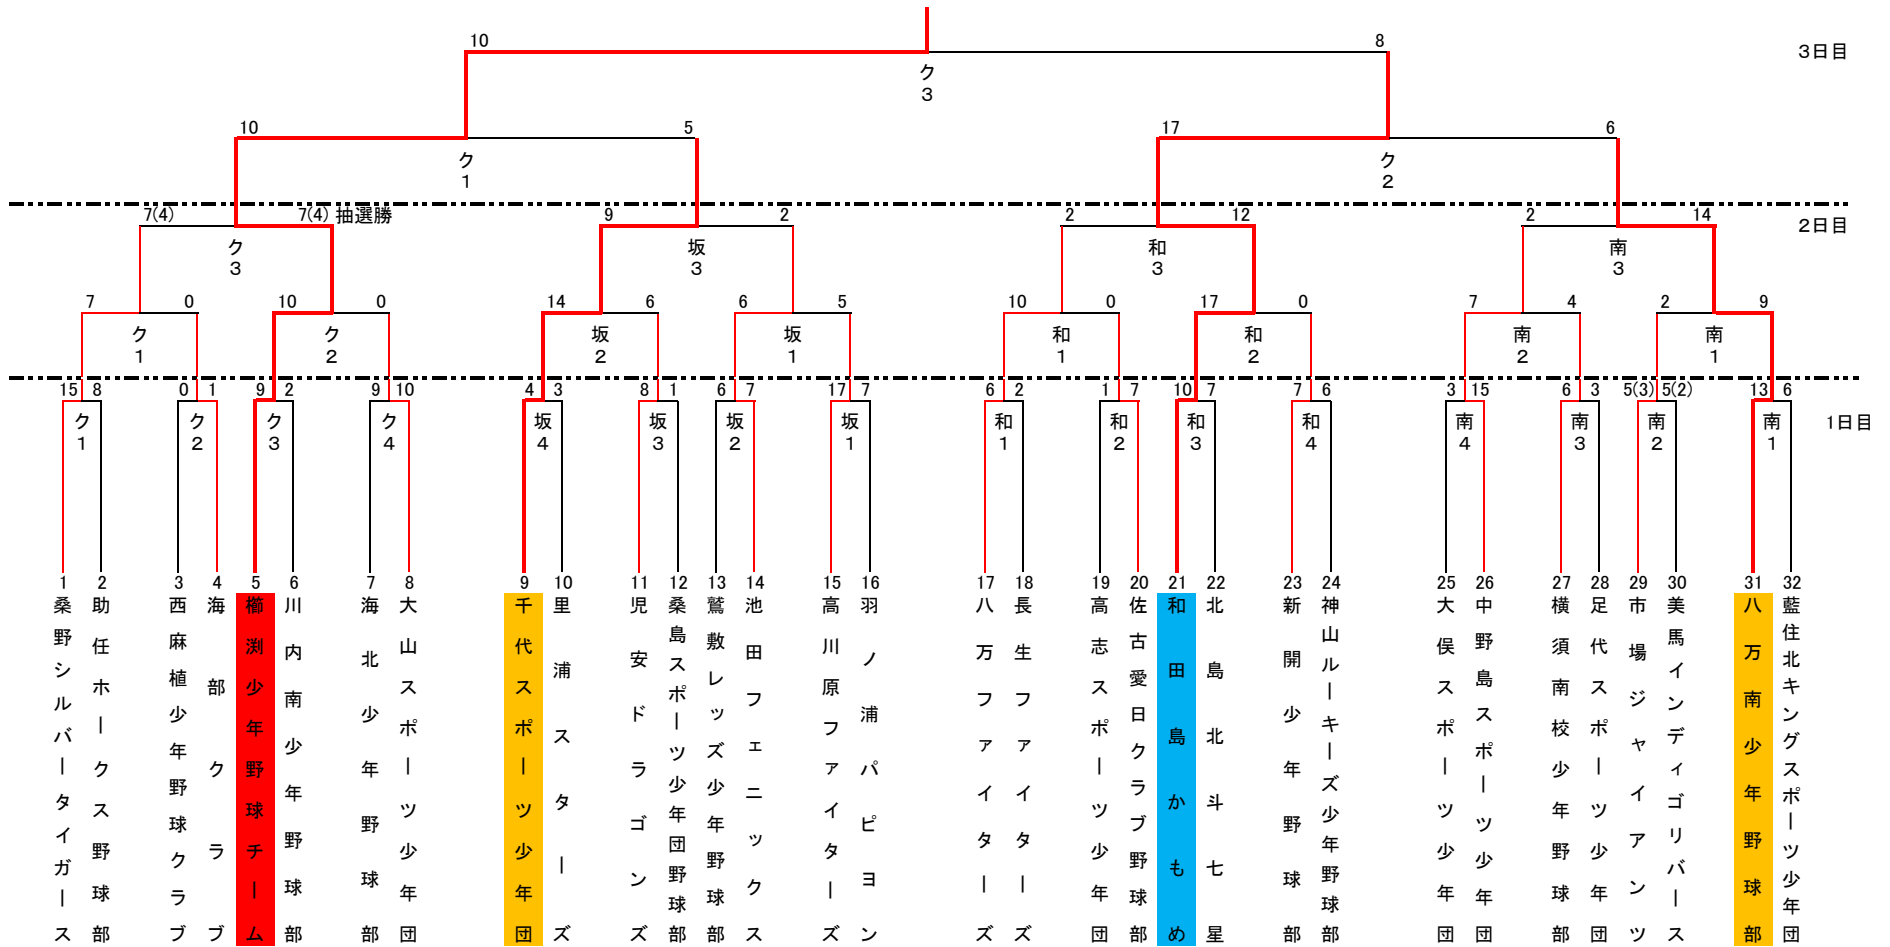 10 8
3日目
ク3
10 5 17 6
ク1 ク2
7(4) 7(4) 抽選勝 9 2 2 12 2 14
2日目
ク3 坂3 和3 南3
7 0 10 0 14 6 6 5 10 0 17 0 7 4 2 9
ク1 ク2 坂2 坂1 和1 和2 南2 南1
15 8 0 1 9 2 9 10 4 3 8 1 6 7 17 7 6 2 1 7 10 7 7 6 3 15 6 3 5(3) 5(2) 13 6
1日目
ク1 ク2 ク3 ク4 坂4 坂3 坂2 坂1 和1 和2 和3 和4 南4 南3 南2 南1
1 桑野シルバータイガース
2 助任ホークス野球部
3 西麻植少年野球クラブ
4 海部クラブ
5 櫛渕少年野球チーム
6 川内南少年野球部
7 海北少年野球部
8 大山スポーツ少年団
9 千代スポーツ少年団
10 里浦スターズ
11 児安ドラゴンズ
12 桑島スポーツ少年団野球部
13 鷲敷レッズ少年野球部
14 池田フェニックス
15 高川原ファイターズ
16 羽ノ浦パピヨン
17 八万ファイターズ
18 長生ファイターズ
19 高志スポーツ少年団
20 佐古愛日クラブ野球部
21 和田島かもめ
22 北島北斗七星
23 新開少年野球部
24 神山ルーキーズ少年野球部
25 大俣スポーツ少年団
26 中野島スポーツ少年団
27 横須南校少年野球部
28 足代スポーツ少年団
29 市場ジャイアンツ
30 美馬インディゴリバース
31 八万南少年野球部
32 藍住北キングスポーツ少年団